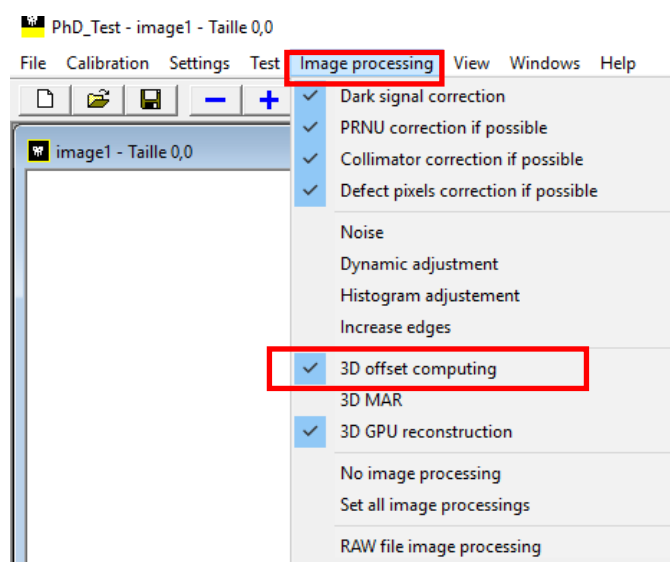 PhD_Test - image1 - Taille 0,0
File Calibration Settings Test Image processing View Windows Help
image1 - Taille 0,0
Dark signal correction
PRNU correction if possible
Collimator correction if possible
Defect pixels correction if possible
Noise
Dynamic adjustment
Histogram adjustement
Increase edges
3D offset computing
3D MAR
3D GPU reconstruction
No image processing
Set all image processings
RAW file image processing